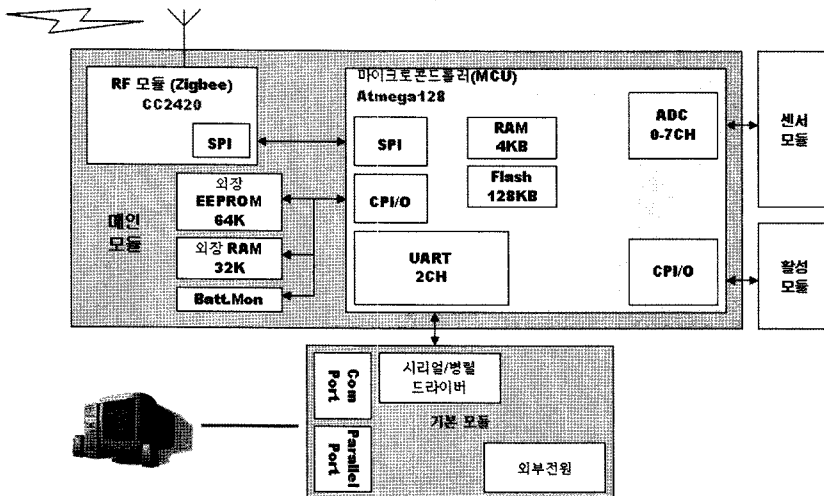 RF 모듈 (Zigbee)
CC2420
SPI
마이크로콘트롤러(MCU)
Atmega128
SPI
RAM
4KB
ADC
0-7CH
센서
모듈
외장
EEPROM
64K
CPI/O
Flash
128KB
메인
모듈
외장 RAM
32K
UART
2CH
CPI/O
활성
모듈
Batt.Mon
Com
Port
시리얼/병렬
드라이버
기본 모듈
Parallel
Port
외부전원